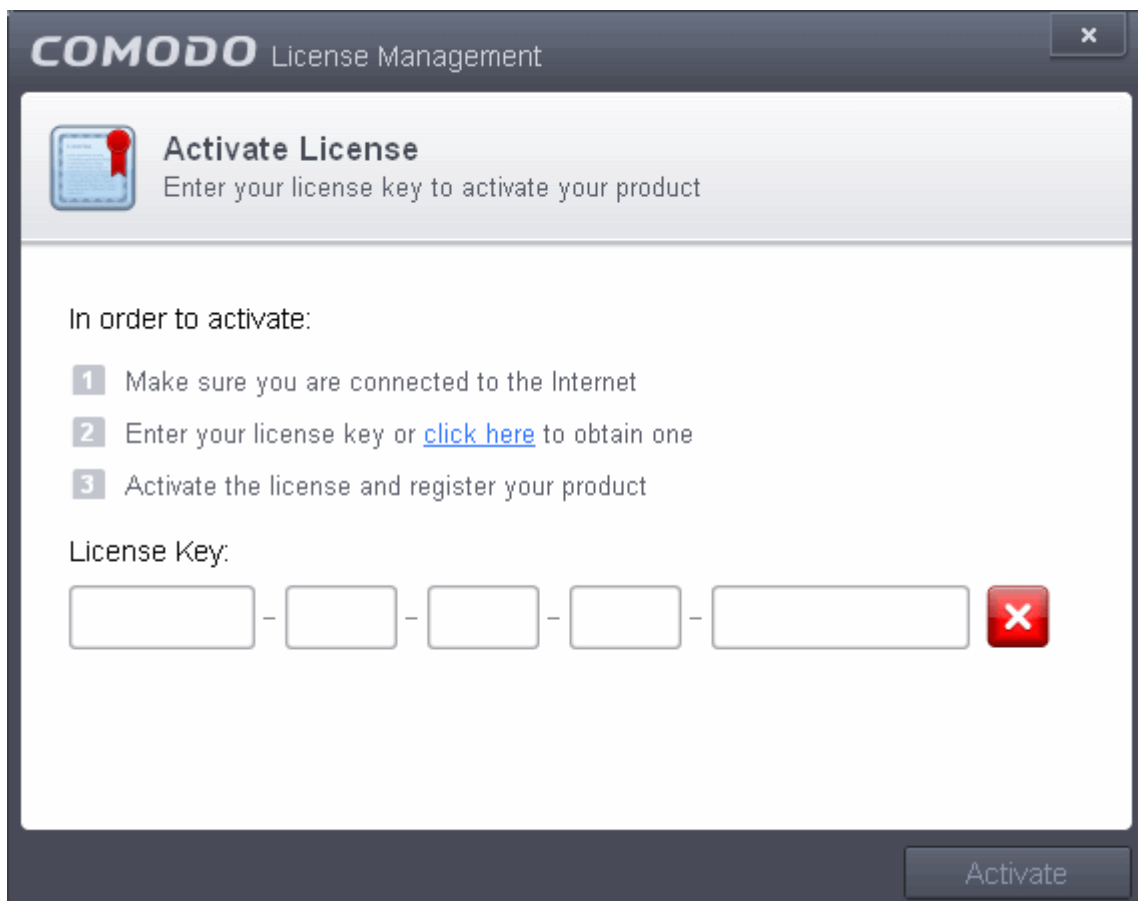 COMODO License Management
Activate License
Enter your license key to activate your product
In order to activate:
1 Make sure you are connected to the Internet
2 Enter your license key or click here to obtain one
3 Activate the license and register your product
License Key:
- - - -
Activate